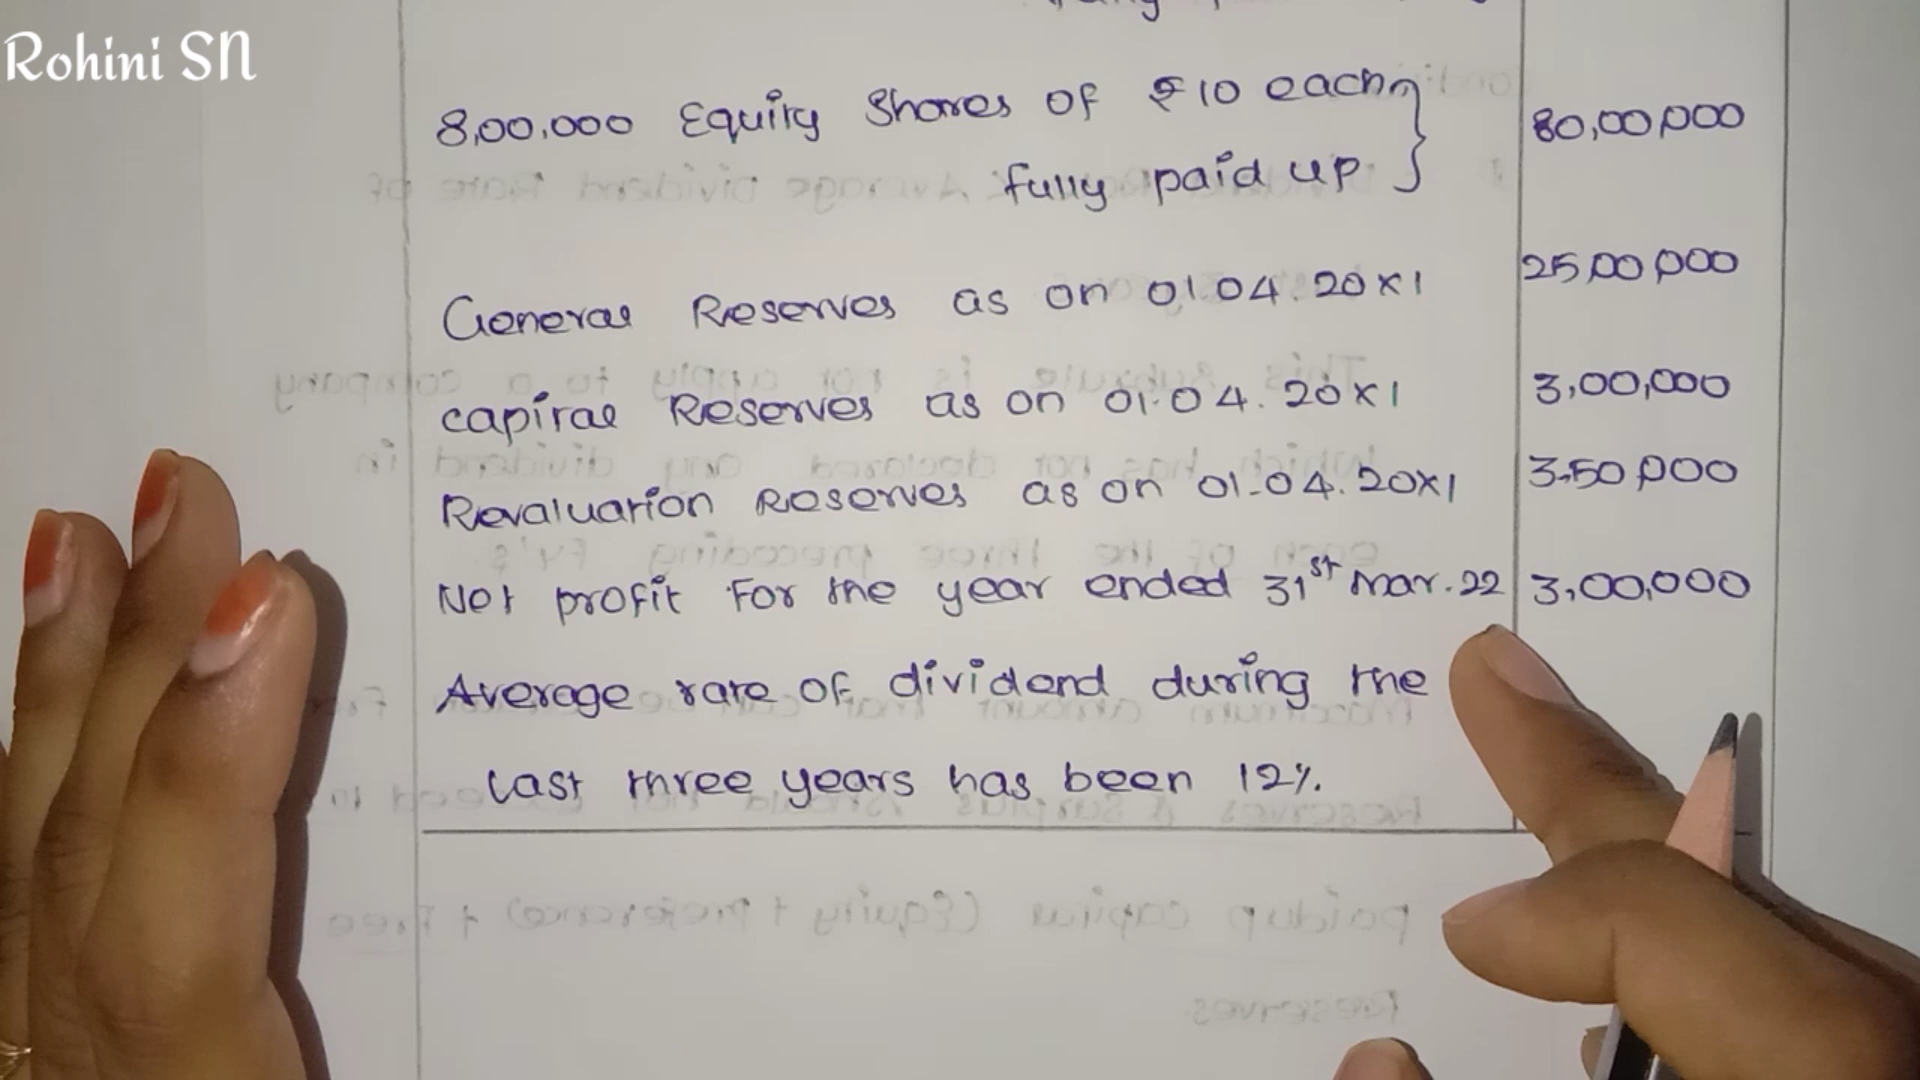 Rohini SN
8,00,000 Equity Shares of ₹10 each 80,00,000
fully paid up
General Reserves as on 01.04.20x1 25,00,000
Capital Reserves as on 01.04.20x1 3,00,000
Revaluation Reserves as on 01.04.20x1 3,50,000
Net profit for the year ended 31st Mar.22 3,00,000
Average rate of dividend during the
last three years has been 12%.